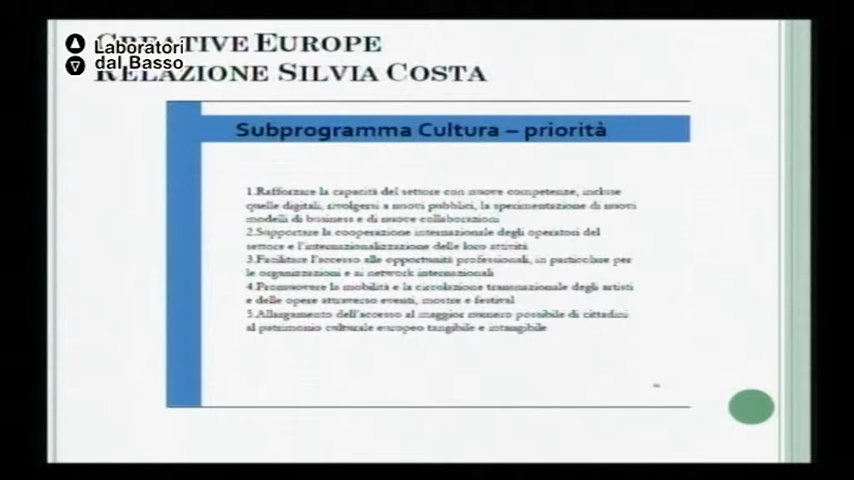 CREATIVE EUROPE
Laboratori
dal Basso
RELAZIONE SILVIA COSTA
Subprogramma Cultura – priorità
1.Rafforzare la capacità del settore con nuove competenze, incluse
quelle digitali, rivolgersi a nuovi pubblici, la sperimentazione di nuovi
modelli di business e di nuove collaborazioni
2.Supportare la cooperazione internazionale degli operatori del
settore e l'internazionalizzazione delle loro attività
3.Facilitare l'accesso alle opportunità professionali, in particolare per
le organizzazioni e ai network internazionali
4.Promuovere la mobilità e la circolazione transnazionale degli artisti
e delle opere attraverso eventi, mostre e festival
5.Allargamento dell'accesso al maggior numero possibile di cittadini
al patrimonio culturale europeo tangibile e intangibile